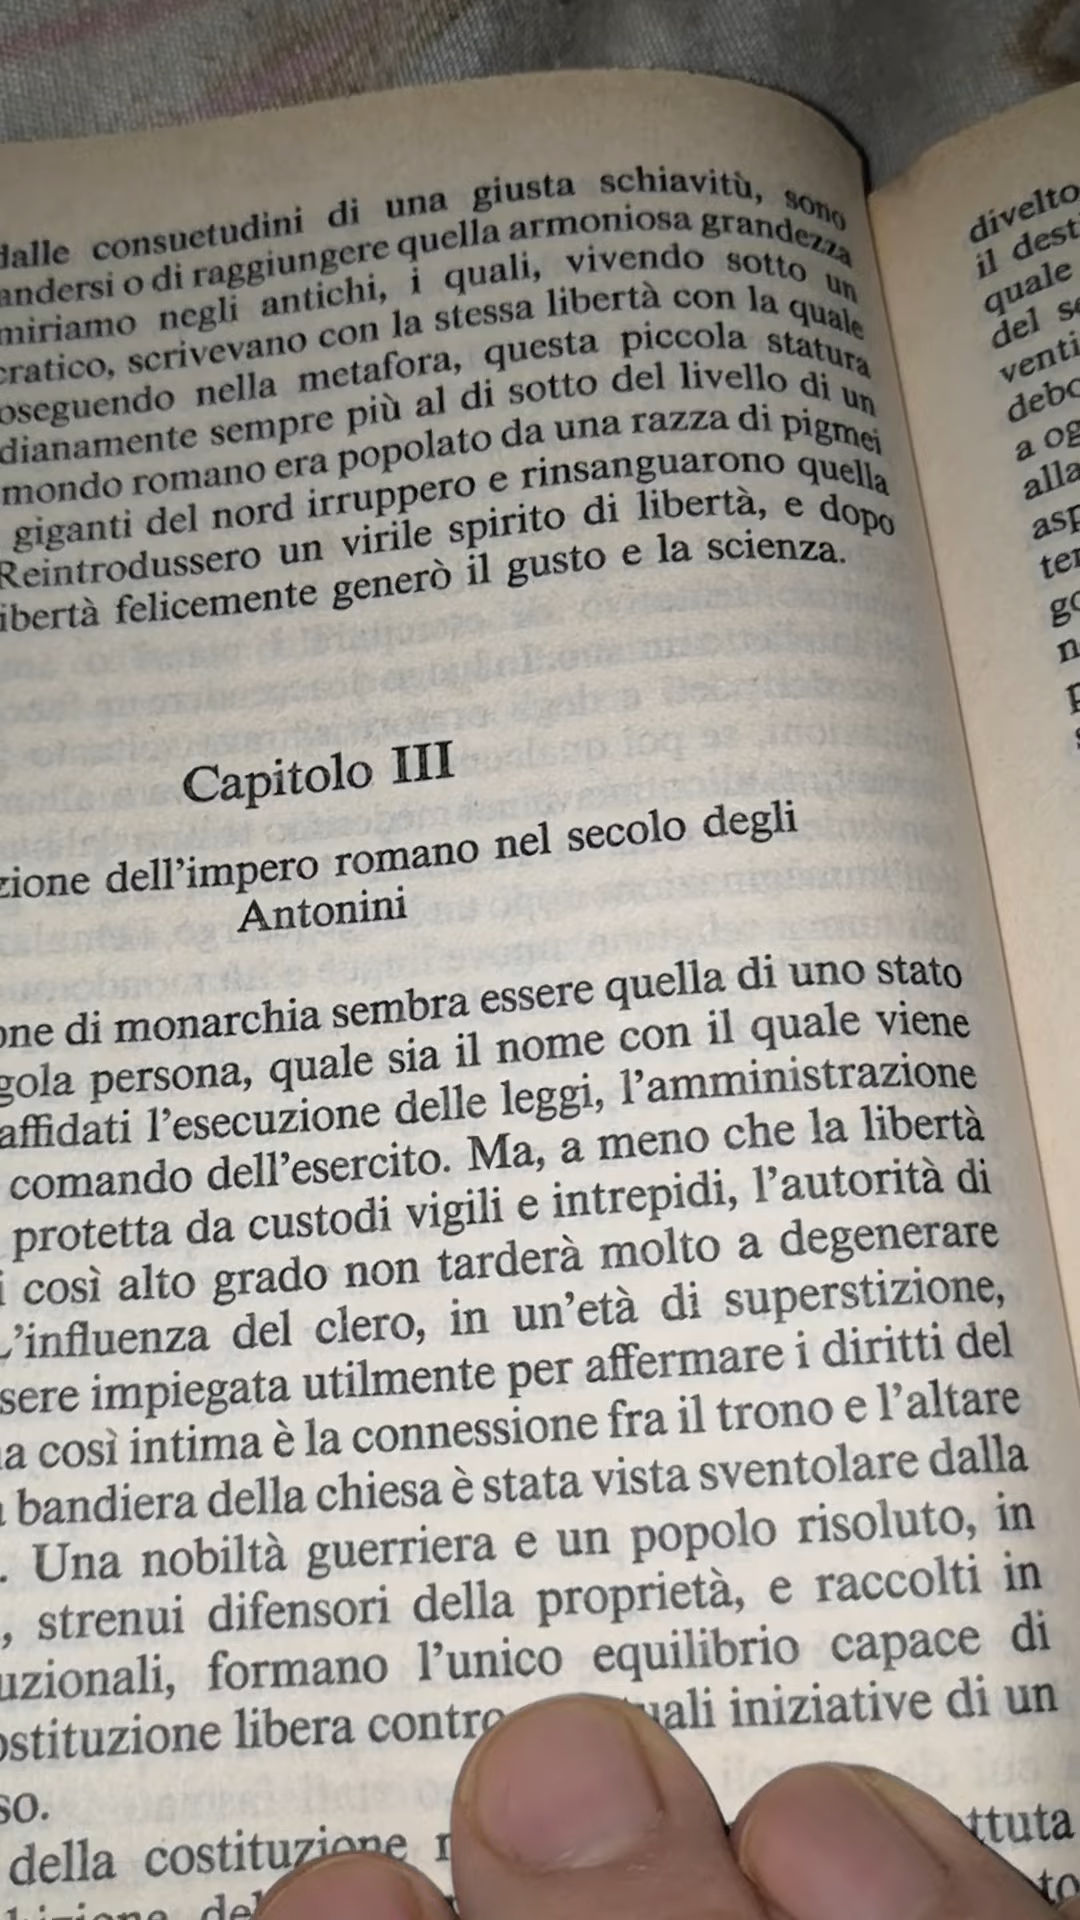 dalle consuetudini di una giusta schiavitù, sono
andersi o di raggiungere quella armoniosa grandezza
miriamo negli antichi, i quali, vivendo sotto un
cratico, scrivevano con la stessa libertà con la quale
oseguendo nella metafora, questa piccola statura
dianamente sempre più al di sotto del livello di un
mondo romano era popolato da una razza di pigmei
giganti del nord irruppero e rinsanguarono quella
Reintrodussero un virile spirito di libertà, e dopo
ibertà felicemente generò il gusto e la scienza.
Capitolo III
zione dell'impero romano nel secolo degli
Antonini
one di monarchia sembra essere quella di uno stato
gola persona, quale sia il nome con il quale viene
affidati l'esecuzione delle leggi, l'amministrazione
comando dell'esercito. Ma, a meno che la libertà
protetta da custodi vigili e intrepidi, l'autorità di
i così alto grado non tarderà molto a degenerare
L'influenza del clero, in un'età di superstizione,
sere impiegata utilmente per affermare i diritti del
a così intima è la connessione fra il trono e l'altare
bandiera della chiesa è stata vista sventolare dalla
. Una nobiltà guerriera e un popolo risoluto, in
, strenui difensori della proprietà, e raccolti in
uzionali, formano l'unico equilibrio capace di
ostituzione libera contro uali iniziative di un
so.
della costituzione ttuta
del to
divelto
il dest
quale
del se
venti
debo
a og
alla
asp
ter
go
n
p